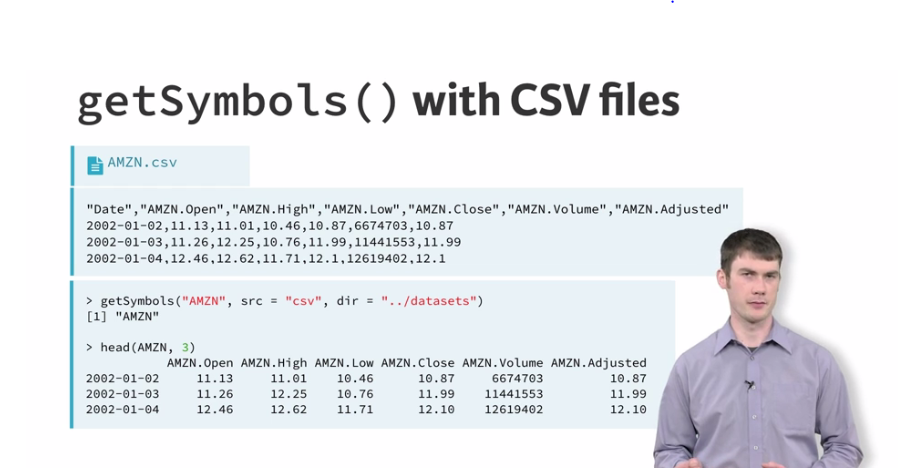 getSymbols() with CSV files
AMZN.csv
"Date","AMZN.Open","AMZN.High","AMZN.Low","AMZN.Close","AMZN.Volume","AMZN.Adjusted"
2002-01-02,11.13,11.01,10.46,10.87,6674703,10.87
2002-01-03,11.26,12.25,10.76,11.99,11441553,11.99
2002-01-04,12.46,12.62,11.71,12.1,12619402,12.1
> getSymbols("AMZN", src = "csv", dir = "../datasets")
[1] "AMZN"
> head(AMZN, 3)
AMZN.Open AMZN.High AMZN.Low AMZN.Close AMZN.Volume AMZN.Adjusted
2002-01-02 11.13 11.01 10.46 10.87 6674703 10.87
2002-01-03 11.26 12.25 10.76 11.99 11441553 11.99
2002-01-04 12.46 12.62 11.71 12.10 12619402 12.10